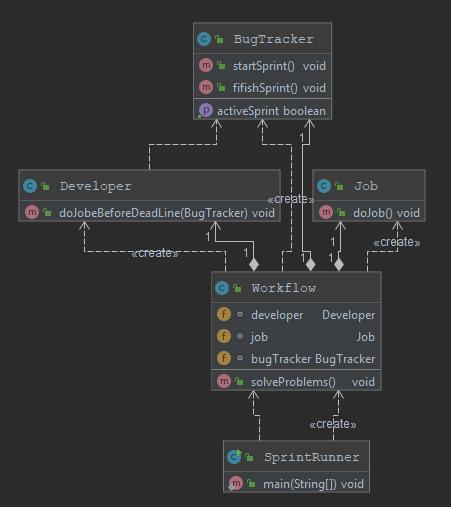 BugTracker
startSprint() void
fifishSprint() void
activeSprint boolean
1
Developer
doJobeBeforeDeadLine(BugTracker) void
«create»
Job
doJob() void
1
1
«create»
«create»
1
1
1
Workflow
developer Developer
job Job
bugTracker BugTracker
solveProblems() void
«create»
SprintRunner
main(String[]) void